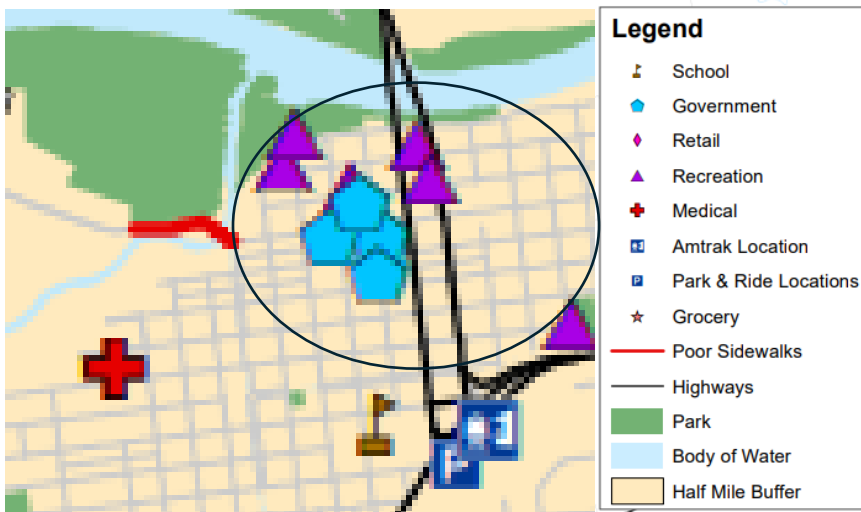 Legend
School
Government
Retail
Recreation
Medical
Amtrak Location
P Park & Ride Locations
Grocery
Poor Sidewalks
Highways
Park
Body of Water
Half Mile Buffer
P